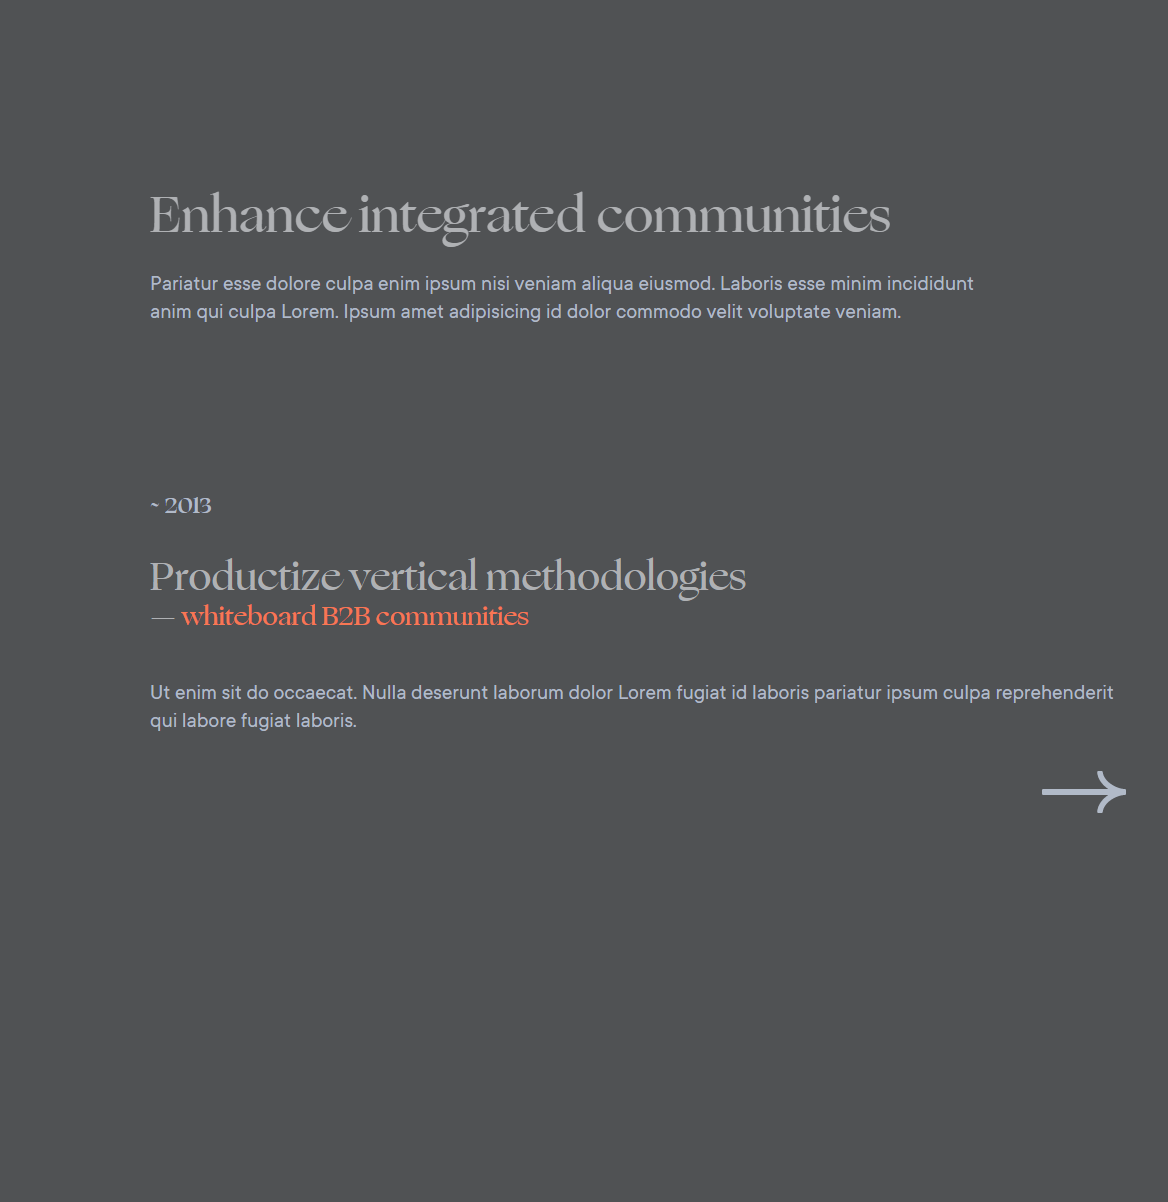 Enhance integrated communities
Pariatur esse dolore culpa enim ipsum nisi veniam aliqua eiusmod. Laboris esse minim incididunt
anim qui culpa Lorem. Ipsum amet adipisicing id dolor commodo velit voluptate veniam.
~ 2013
Productize vertical methodologies
— whiteboard B2B communities
Ut enim sit do occaecat. Nulla deserunt laborum dolor Lorem fugiat id laboris pariatur ipsum culpa reprehenderit
qui labore fugiat laboris.